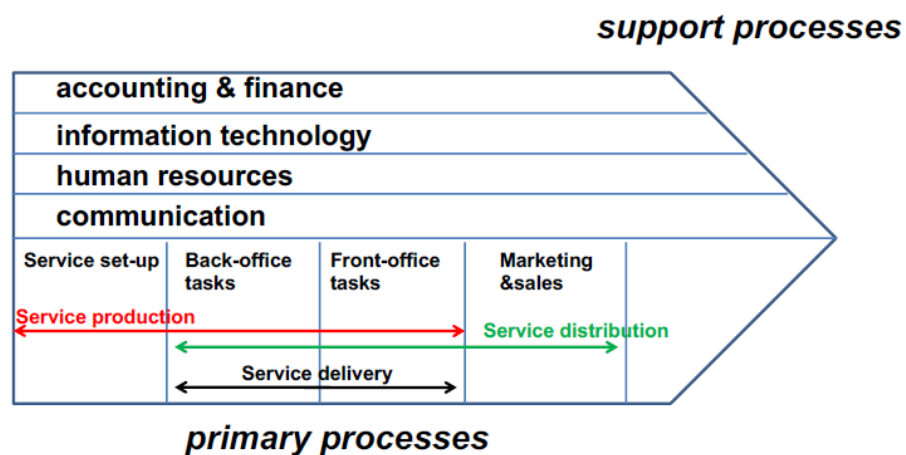 support processes
accounting & finance
information technology
human resources
communication
Service set-up
Back-office
tasks
Front-office
tasks
Marketing
&sales
Service production
Service distribution
Service delivery
primary processes